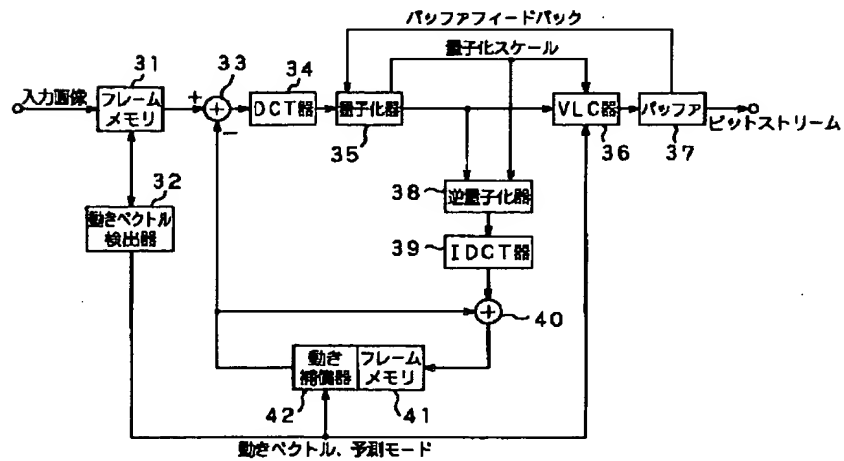 バッファフィードバック
量子化スケール
31
33
34
入力画像
フレーム
メモリ
+
+
DCT器
量子化器
VLC器
バッファ
ビットストリーム
−
35
36
37
32
動きベクトル
検出器
38
逆量子化器
39
IDCT器
+
40
動き
補償器
フレーム
メモリ
42
41
動きベクトル、予測モード